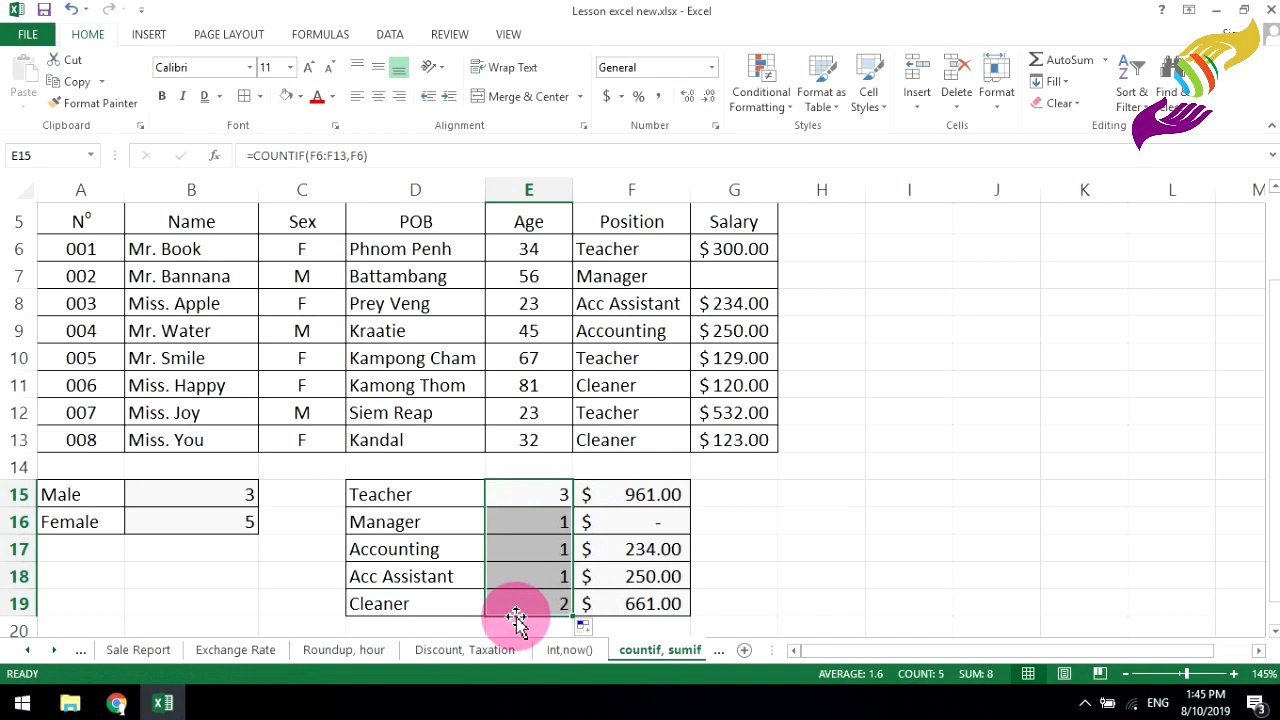 Lesson excel new.xlsx - Excel
FILE HOME INSERT PAGE LAYOUT FORMULAS DATA REVIEW VIEW
Paste
Cut
Copy
Format Painter
Calibri 11
B I D
Wrap Text
Merge & Center
General
$ % ,
Conditional Formatting
Format as Table
Cell Styles
Insert
Delete
Format
AutoSum
Fill
Clear
Sort & Filter
Find &
Clipboard Font Alignment Number Styles Cells Editing
E15 fx =COUNTIF(F6:F13,F6)
A B C D E F G H I J K L M
5 Nº Name Sex POB Age Position Salary
6 001 Mr. Book F Phnom Penh 34 Teacher $ 300.00
7 002 Mr. Bannana M Battambang 56 Manager
8 003 Miss. Apple F Prey Veng 23 Acc Assistant $ 234.00
9 004 Mr. Water M Kraatie 45 Accounting $ 250.00
10 005 Mr. Smile F Kampong Cham 67 Teacher $ 129.00
11 006 Miss. Happy F Kamong Thom 81 Cleaner $ 120.00
12 007 Miss. Joy M Siem Reap 23 Teacher $ 532.00
13 008 Miss. You F Kandal 32 Cleaner $ 123.00
14
15 Male 3 Teacher 3 $ 961.00
16 Female 5 Manager 1 $ -
17 Accounting 1 $ 234.00
18 Acc Assistant 1 $ 250.00
19 Cleaner 2 $ 661.00
20
... Sale Report Exchange Rate Roundup, hour Discount, Taxation Int,now() countif, sumif ...
READY AVERAGE: 1.6 COUNT: 5 SUM: 8 145%
ENG 1:45 PM
8/10/2019 3